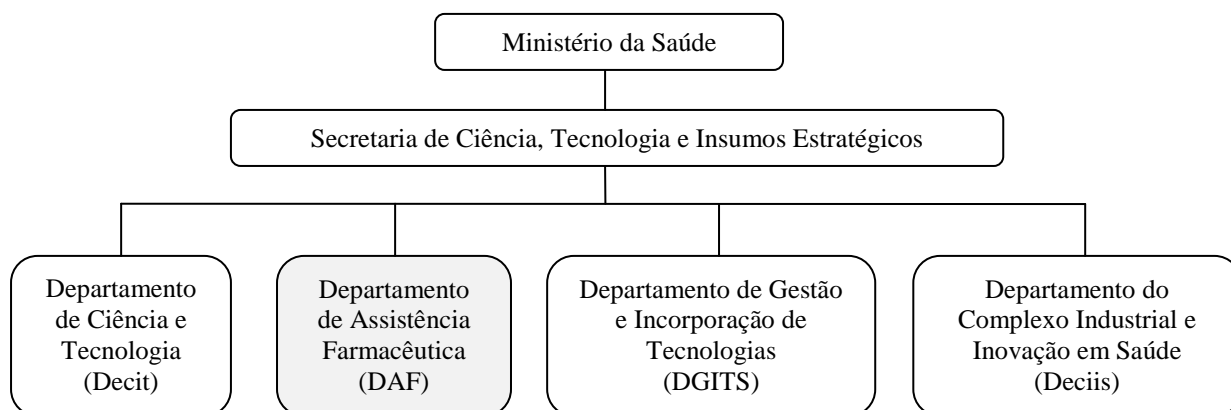 Ministério da Saúde
Secretaria de Ciência, Tecnologia e Insumos Estratégicos
Departamento
de Ciência e
Tecnologia
(Decit)
Departamento
de Assistência
Farmacêutica
(DAF)
Departamento de Gestão
e Incorporação de
Tecnologias
(DGITS)
Departamento do
Complexo Industrial e
Inovação em Saúde
(Deciis)